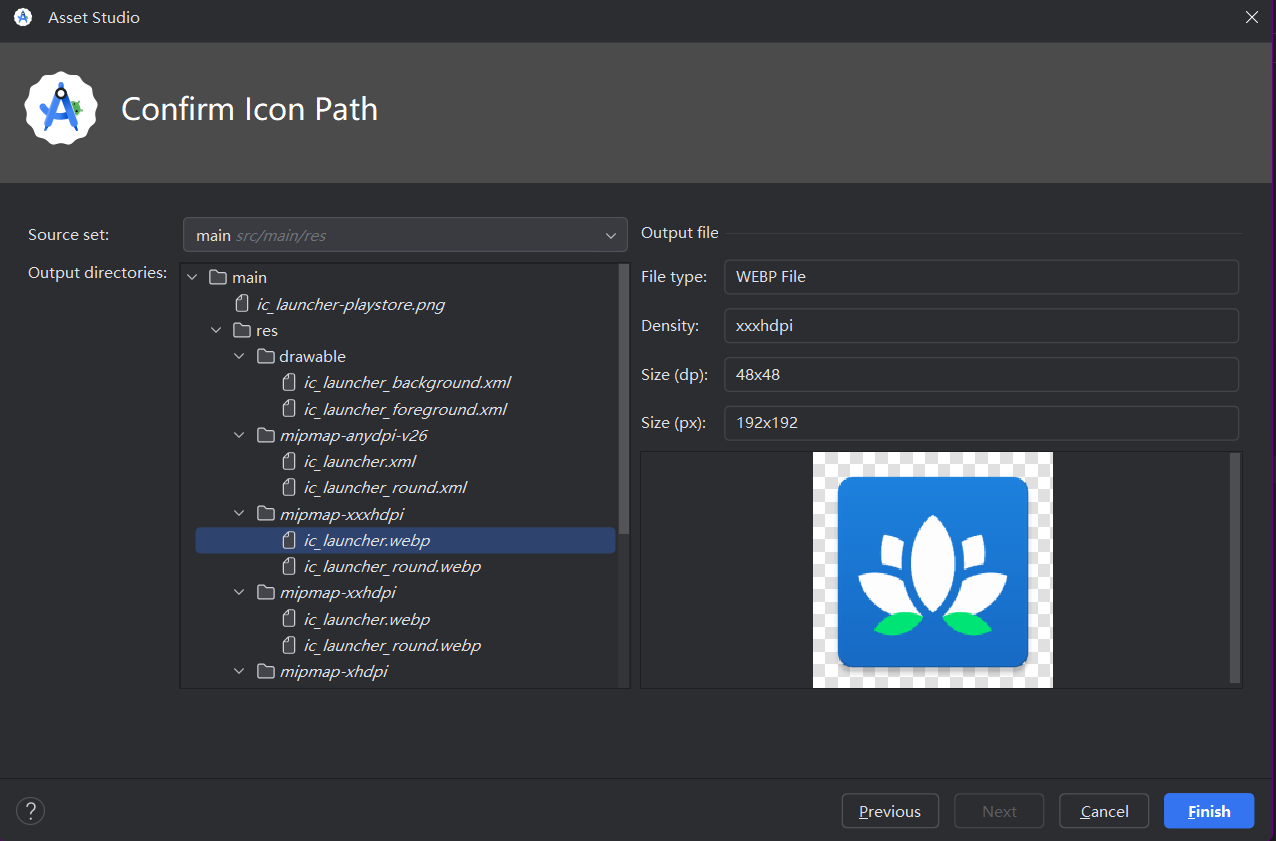 Asset Studio
Confirm Icon Path
Source set:
main src/main/res
Output directories:
main
ic_launcher-playstore.png
res
drawable
ic_launcher_background.xml
ic_launcher_foreground.xml
mipmap-anydpi-v26
ic_launcher.xml
ic_launcher_round.xml
mipmap-xxxhdpi
ic_launcher.webp
ic_launcher_round.webp
mipmap-xxhdpi
ic_launcher.webp
ic_launcher_round.webp
mipmap-xhdpi
Output file
File type: WEBP File
Density: xxxhdpi
Size (dp): 48x48
Size (px): 192x192
? Previous Next Cancel Finish